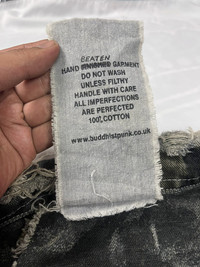 BEATEN
HAND FINISHED GARMENT
DO NOT WASH
UNLESS FILTHY
HANDLE WITH CARE
ALL IMPERFECTIONS
ARE PERFECTED
100% COTTON
www.buddhistpunk.co.uk